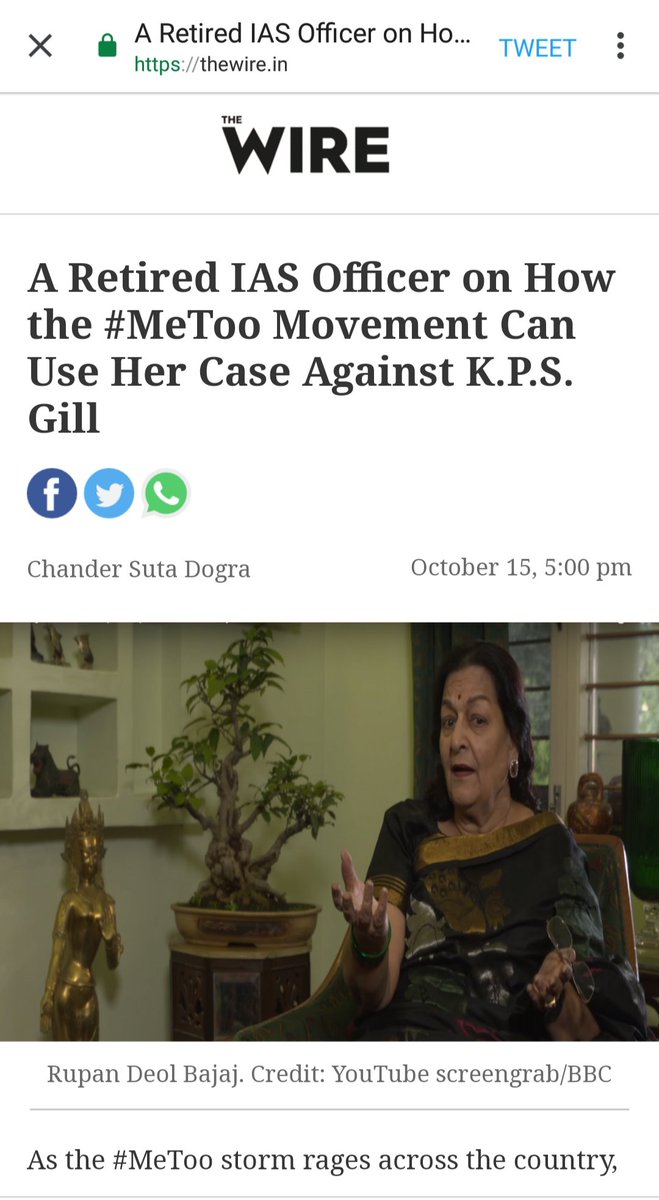 A Retired IAS Officer on Ho...
https://thewire.in
TWEET
THE
WIRE
A Retired IAS Officer on How
the #MeToo Movement Can
Use Her Case Against K.P.S.
Gill
Chander Suta Dogra
October 15, 5:00 pm
Rupan Deol Bajaj. Credit: YouTube screengrab/BBC
As the #MeToo storm rages across the country,